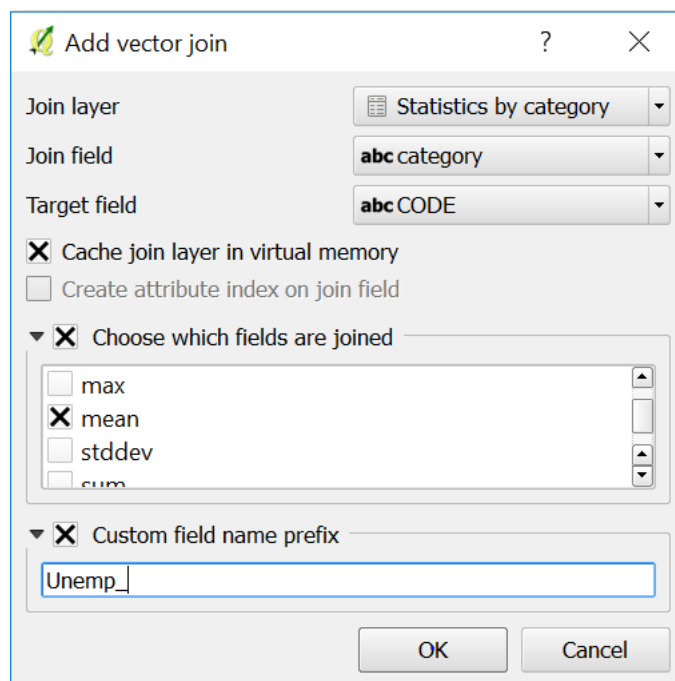 Add vector join ?
Join layer Statistics by category
Join field abc category
Target field abc CODE
Cache join layer in virtual memory
Create attribute index on join field
Choose which fields are joined
max
mean
stddev
sum
Custom field name prefix
Unemp_
OK Cancel